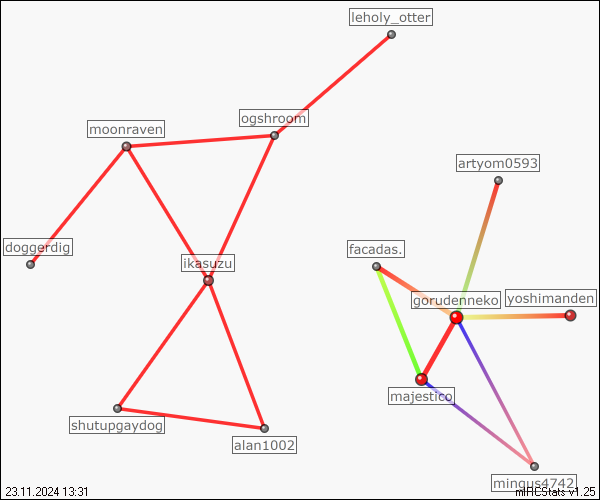 leholy_otter
ogshroom
moonraven
artyom0593
doggerdig
facadas.
ikasuzu
gorudenneko
yoshimanden
majestico
shutupgaydog
alan1002
mingus4742
23.11.2024 13:31
mIRCStats v1.25